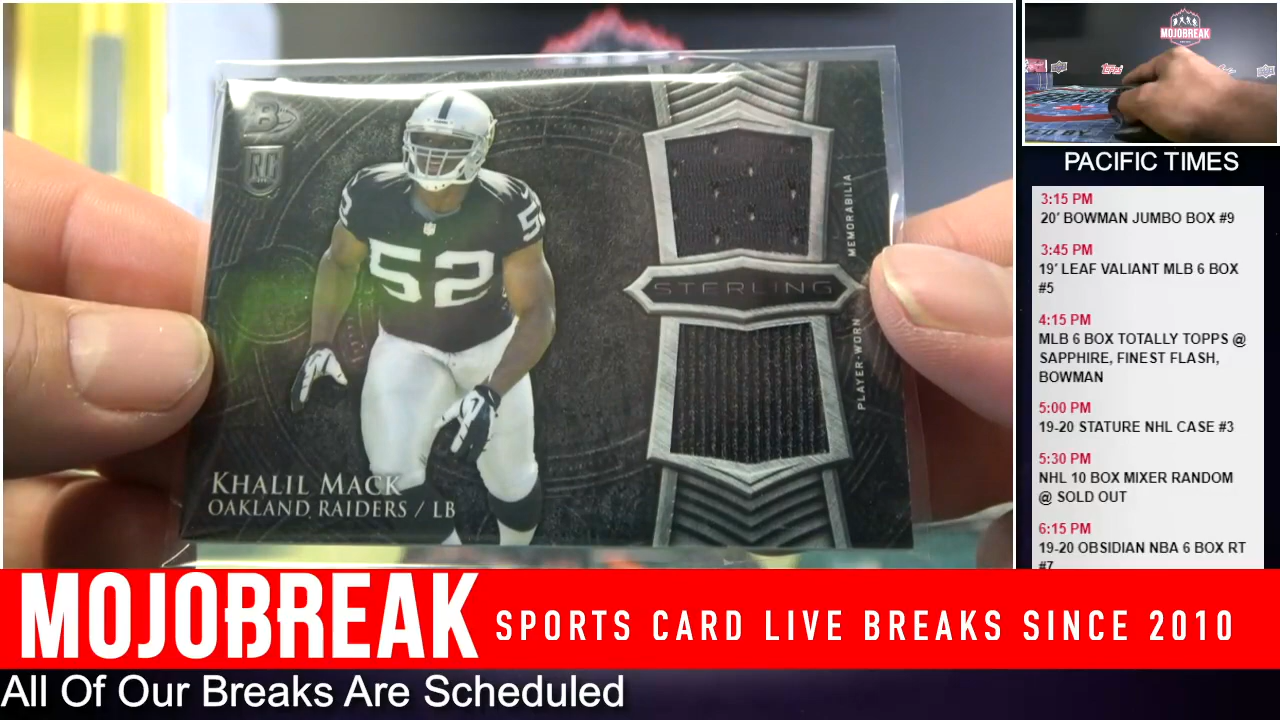 B
RC
52
52
52
MEMORABILIA
STERLING
PLAYER-WORN
KHALIL MACK
OAKLAND RAIDERS / LB
MOJOBREAK
Topps
PACIFIC TIMES
3:15 PM
20' BOWMAN JUMBO BOX #9
3:45 PM
19' LEAF VALIANT MLB 6 BOX
#5
4:15 PM
MLB 6 BOX TOTALLY TOPPS @
SAPPHIRE, FINEST FLASH,
BOWMAN
5:00 PM
19-20 STATURE NHL CASE #3
5:30 PM
NHL 10 BOX MIXER RANDOM
@ SOLD OUT
6:15 PM
19-20 OBSIDIAN NBA 6 BOX RT
#7
MOJOBREAK SPORTS CARD LIVE BREAKS SINCE 2010
All Of Our Breaks Are Scheduled